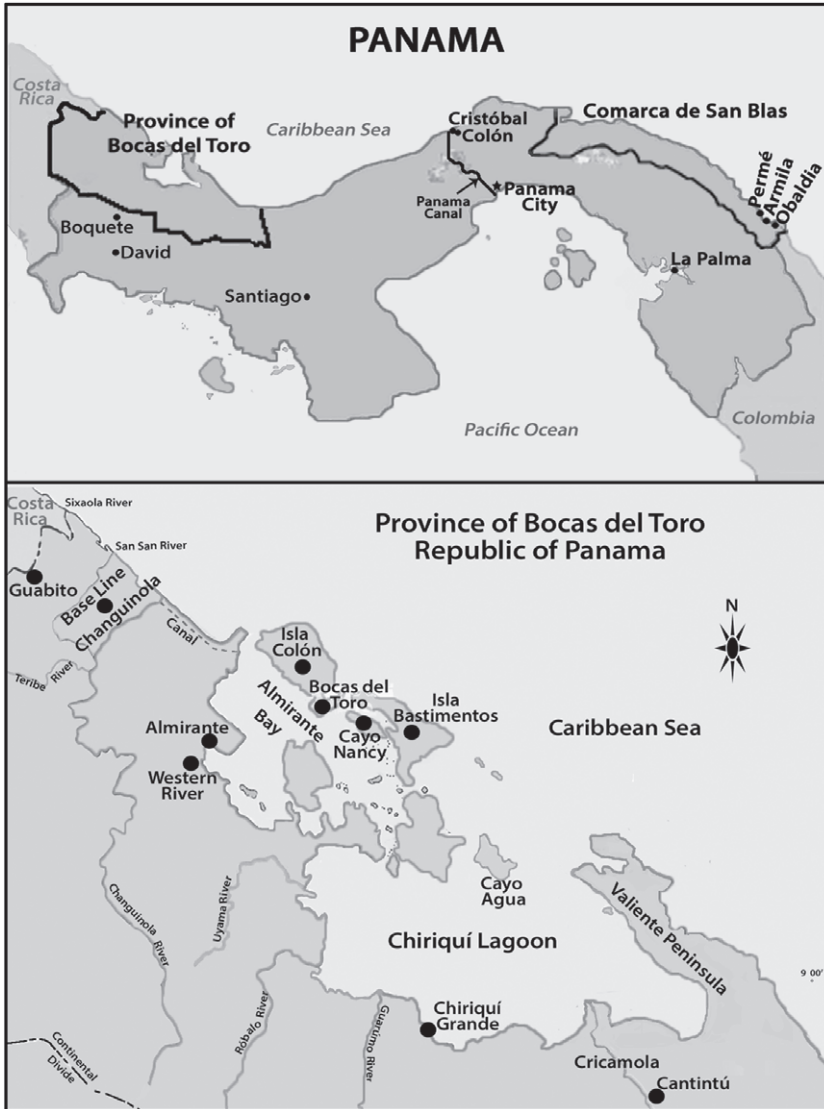 PANAMA
Costa
Rica
Province of
Bocas del Toro
Caribbean Sea
Cristóbal
Colón
Comarca de San Blas
Panama
Canal
Panama
City
Permé
Armila
Obaldia
Boquete
David
La Palma
Santiago
Pacific Ocean
Colombia
Province of Bocas del Toro
Republic of Panama
Costa
Rica
Sixaola River
San San River
Guabito
Base Line
Changuinola
Canal
Teribe River
N
Isla
Colón
Bocas del
Toro
Isla
Bastimentos
Almirante
Bay
Cayo
Nancy
Caribbean Sea
Almirante
Western
River
Cayo
Agua
Valiente Peninsula
Changuinola River
Uyama River
Chiriquí Lagoon
9 00'
Róbalo River
Guarumo River
Chiriquí
Grande
Continental
Divide
Cricamola
Cantintú